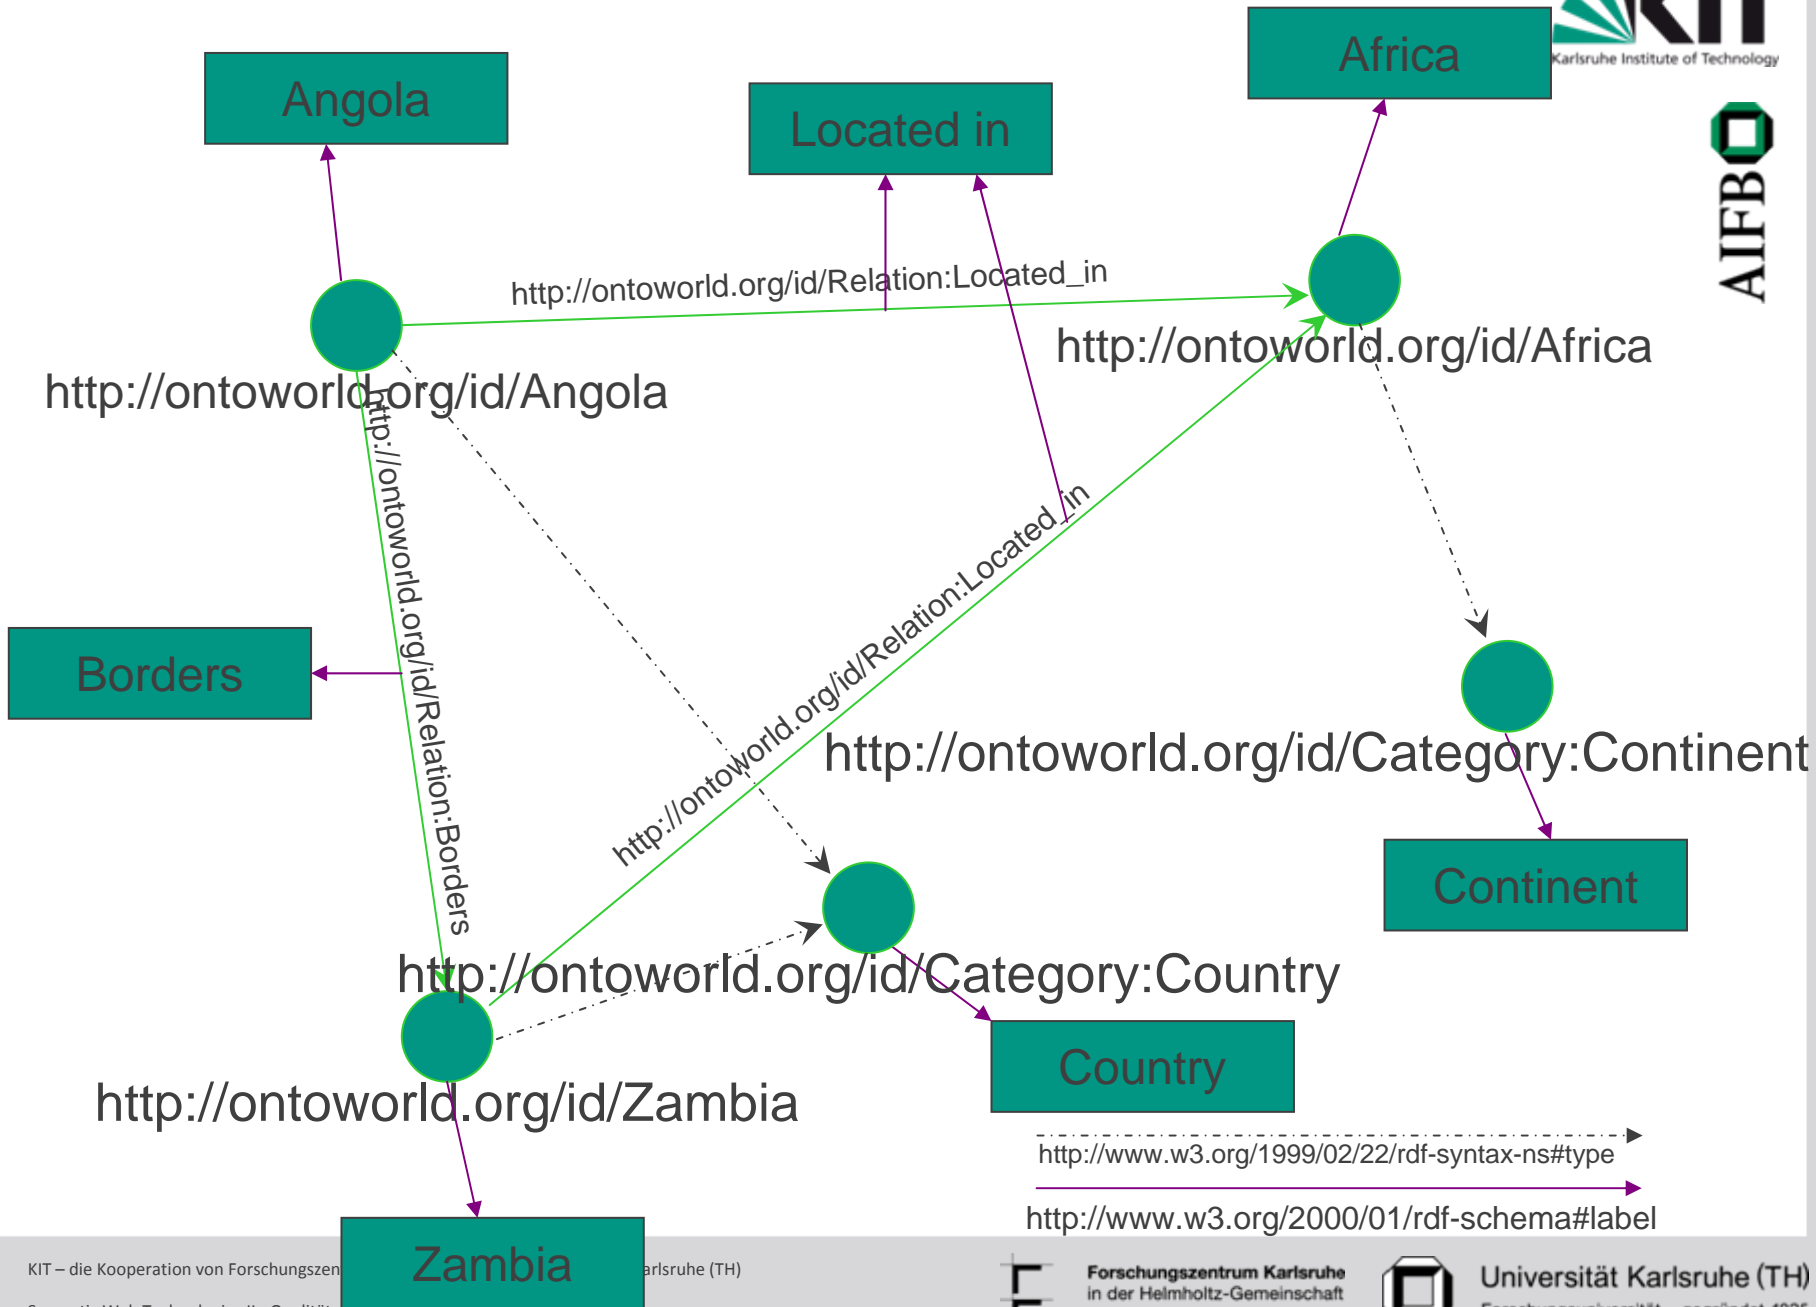 KIT
Karlsruhe Institute of Technology
Africa
Angola
Located in
AIFB
http://ontoworld.org/id/Relation:Located_in
http://ontoworld.org/id/Africa
http://ontoworld.org/id/Angola
http://ontoworld.org/id/Relation:Borders
http://ontoworld.org/id/Relation:Located_in
Borders
http://ontoworld.org/id/Category:Continent
Continent
http://ontoworld.org/id/Category:Country
Country
http://ontoworld.org/id/Zambia
http://www.w3.org/1999/02/22/rdf-syntax-ns#type
http://www.w3.org/2000/01/rdf-schema#label
Zambia
KIT – die Kooperation von Forschungszen
arlsruhe (TH)
Forschungszentrum Karlsruhe
in der Helmholtz-Gemeinschaft
Universität Karlsruhe (TH)